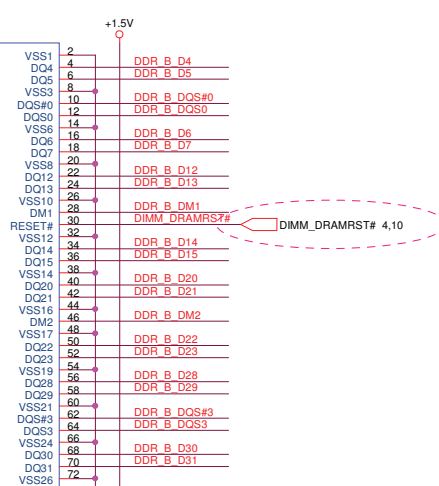 +1.5V
VSS1 2
DQ4 4 DDR_B_D4
DQ5 6 DDR_B_D5
VSS3 8
DQS#0 10 DDR_B_DQS#0
DQS0 12 DDR_B_DQS0
VSS6 14
DQ6 16 DDR_B_D6
DQ7 18 DDR_B_D7
VSS8 20
DQ12 22 DDR_B_D12
DQ13 24 DDR_B_D13
VSS10 26
DM1 28 DDR_B_DM1
RESET# 30 DIMM_DRAMRST# DIMM_DRAMRST# 4,10
VSS12 32
DQ14 34 DDR_B_D14
DQ15 36 DDR_B_D15
VSS14 38
DQ20 40 DDR_B_D20
DQ21 42 DDR_B_D21
VSS16 44
DM2 46 DDR_B_DM2
VSS17 48
DQ22 50 DDR_B_D22
DQ23 52 DDR_B_D23
VSS19 54
DQ28 56 DDR_B_D28
DQ29 58 DDR_B_D29
VSS21 60
DQS#3 62 DDR_B_DQS#3
DQS3 64 DDR_B_DQS3
VSS24 66
DQ30 68 DDR_B_D30
DQ31 70 DDR_B_D31
VSS26 72